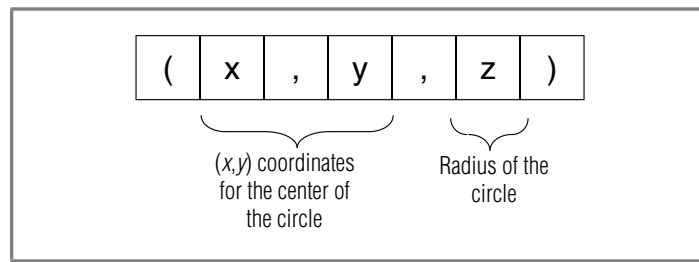 ( x , y , z )
(x,y) coordinates
for the center of
the circle
Radius of the
circle